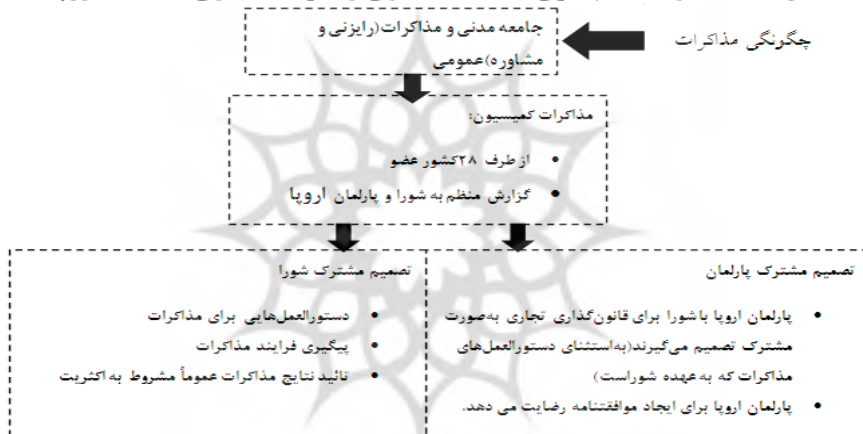 چگونگی مذاکرات
جامعه مدنی و مذاکرات(رایزنی و
مشاوره)عمومی
مذاکرات کمیسیون:
• از طرف ۲۸کشور عضو
• گزارش منظم به شورا و پارلمان اروپا
تصمیم مشترک پارلمان
• پارلمان اروپا باشورا برای قانون‌گذاری تجاری به‌صورت
مشترک تصمیم می‌گیرند(به‌استثنای دستورالعمل‌های
مذاکرات که به عهده شوراست)
• پارلمان اروپا برای ایجاد موافقتنامه رضایت می دهد.
تصمیم مشترک شورا
• دستورالعمل‌هایی برای مذاکرات
• پیگیری فرایند مذاکرات
• تائید نتایج مذاکرات عموماً مشروط به اکثریت